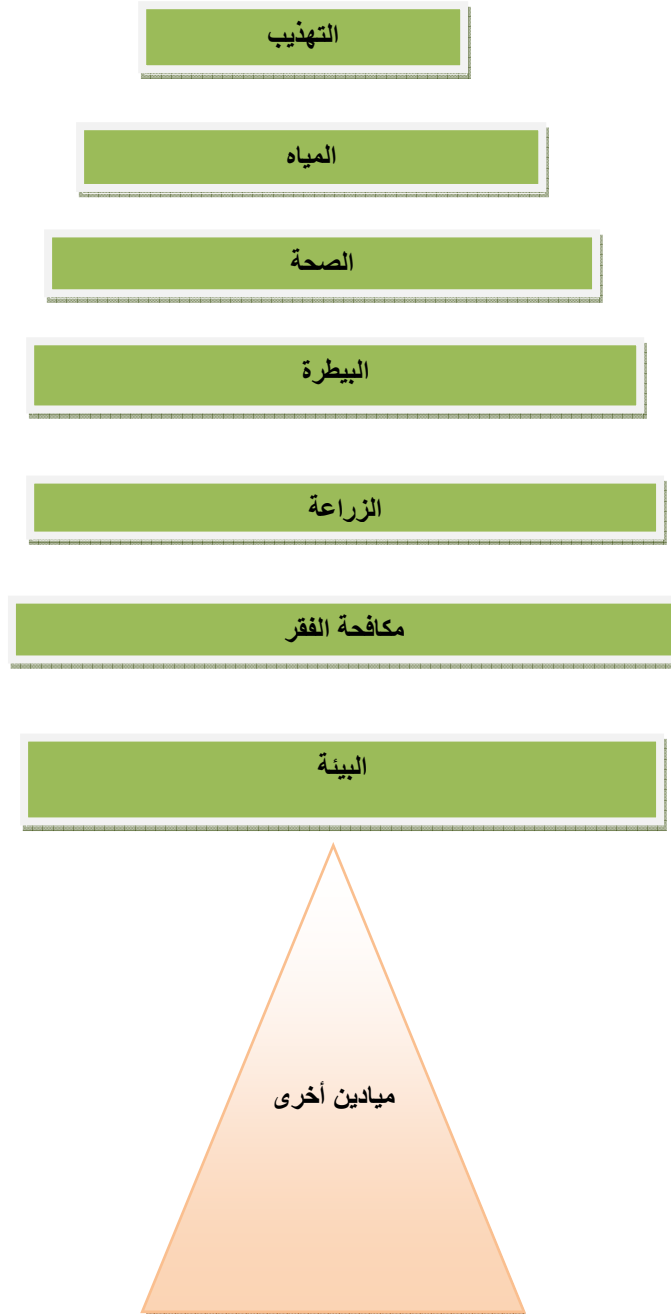 التهذيب
المياه
الصحة
البيطرة
الزراعة
مكافحة الفقر
البيئة
ميادين أخرى